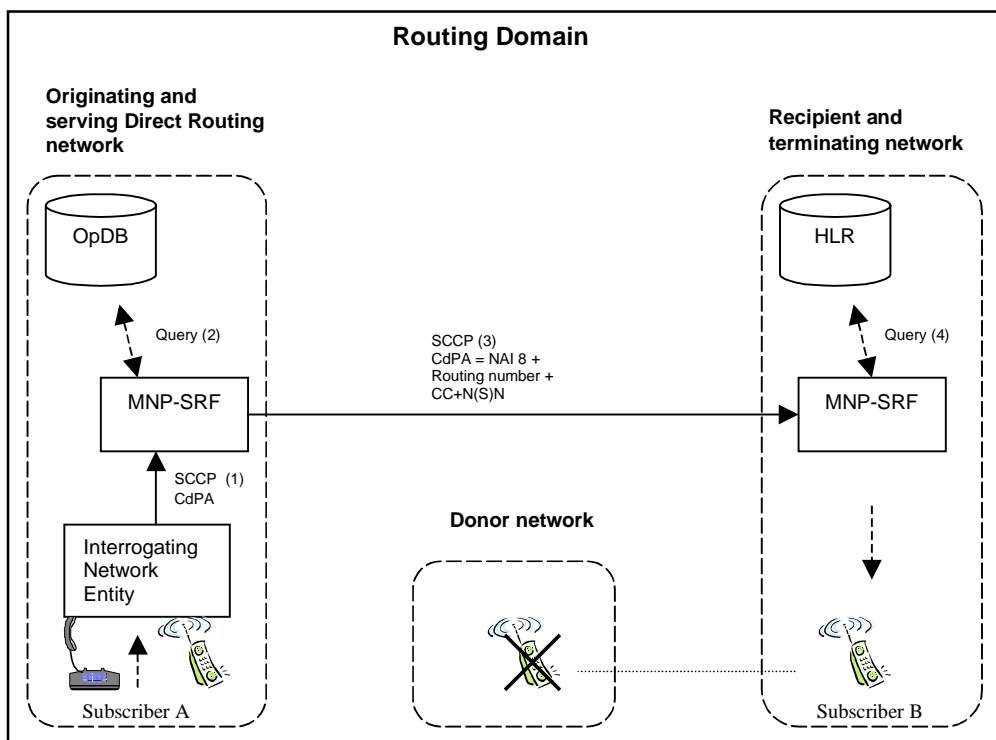 Routing Domain
Originating and
serving Direct Routing
network
Recipient and
terminating network
OpDB
HLR
Query (2)
SCCP (3)
CdPA = NAI 8 +
Routing number +
CC+N(S)N
Query (4)
MNP-SRF
MNP-SRF
SCCP (1)
CdPA
Interrogating
Network
Entity
Donor network
Subscriber A
Subscriber B